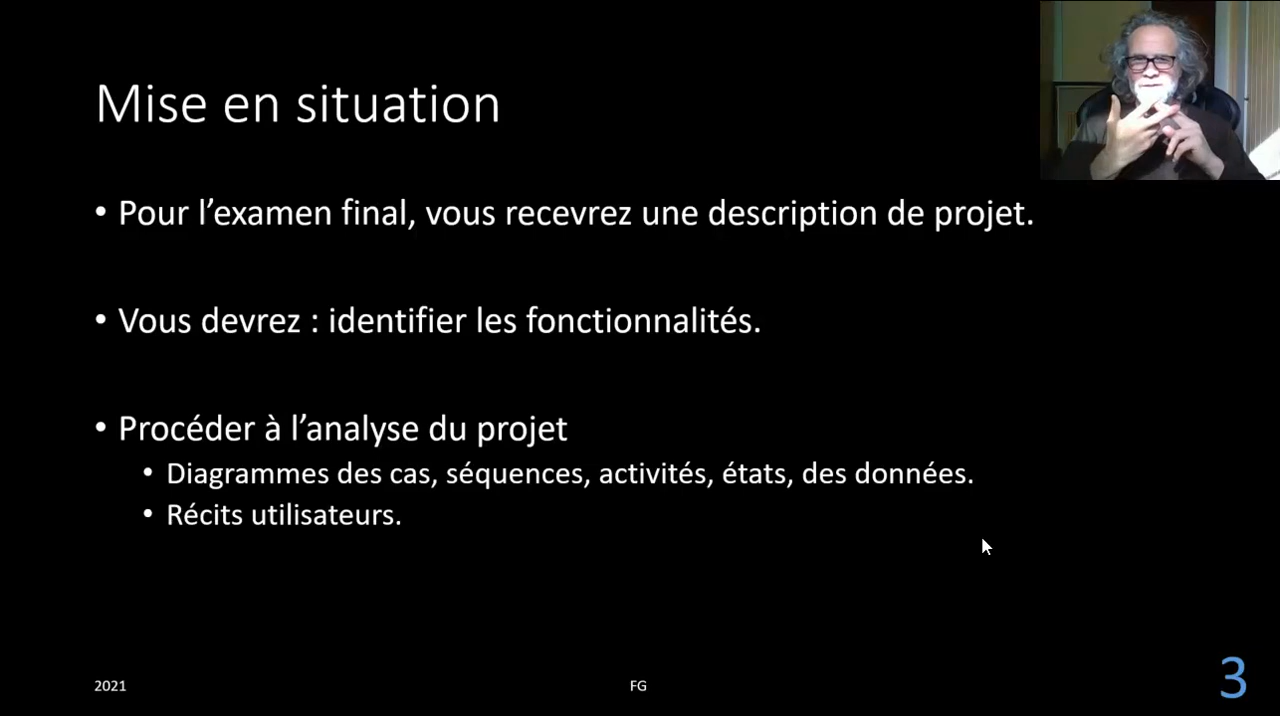 Mise en situation
• Pour l’examen final, vous recevrez une description de projet.
• Vous devrez : identifier les fonctionnalités.
• Procéder à l’analyse du projet
• Diagrammes des cas, séquences, activités, états, des données.
• Récits utilisateurs.
2021
FG
3